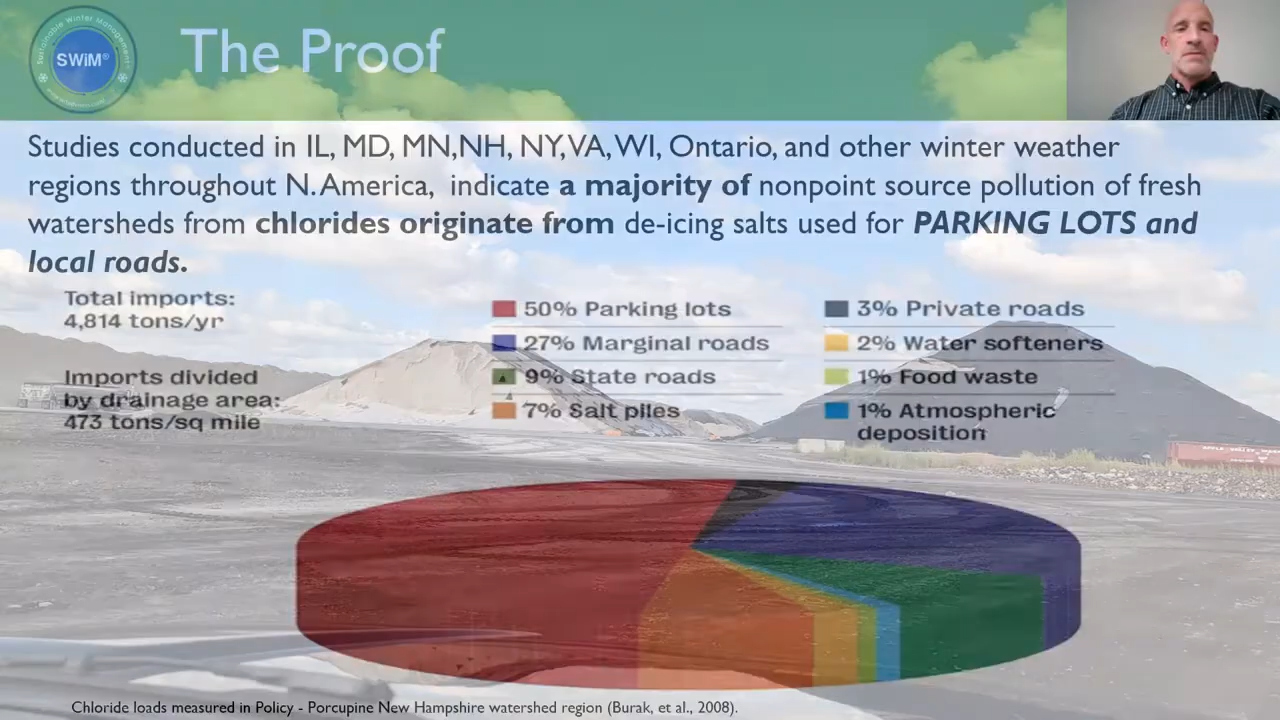 The Proof
Sustainable Winter Management
SWiM®
Studies conducted in IL, MD, MN,NH, NY,VA, WI, Ontario, and other winter weather
regions throughout N. America, indicate a majority of nonpoint source pollution of fresh
watersheds from chlorides originate from de-icing salts used for PARKING LOTS and
local roads.
Total imports:
4,814 tons/yr
Imports divided
by drainage area:
473 tons/sq mile
50% Parking lots
27% Marginal roads
9% State roads
7% Salt piles
3% Private roads
2% Water softeners
1% Food waste
1% Atmospheric
deposition
Chloride loads measured in Policy - Porcupine New Hampshire watershed region (Burak, et al., 2008).